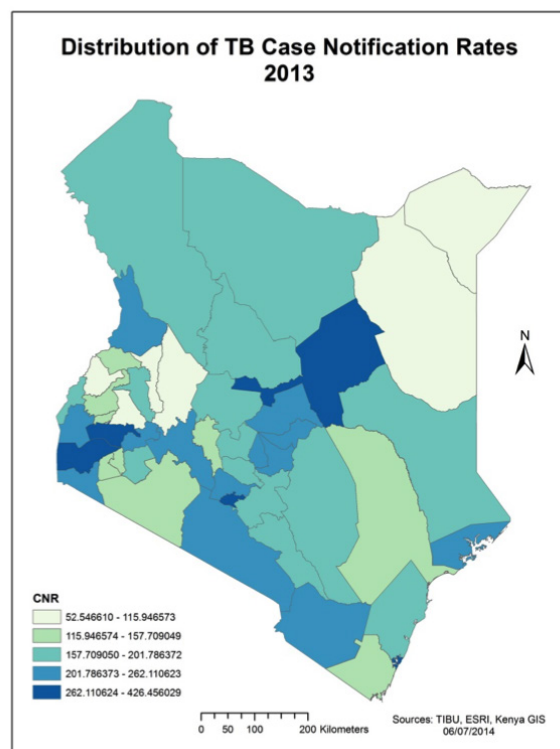 Distribution of TB Case Notification Rates
2013
N
CNR
52.546610 - 115.946573
115.946574 - 157.709049
157.709050 - 201.786372
201.786373 - 262.110623
262.110624 - 426.456029
0 50 100 200 Kilometers
Sources: TIBU, ESRI, Kenya GIS
06/07/2014